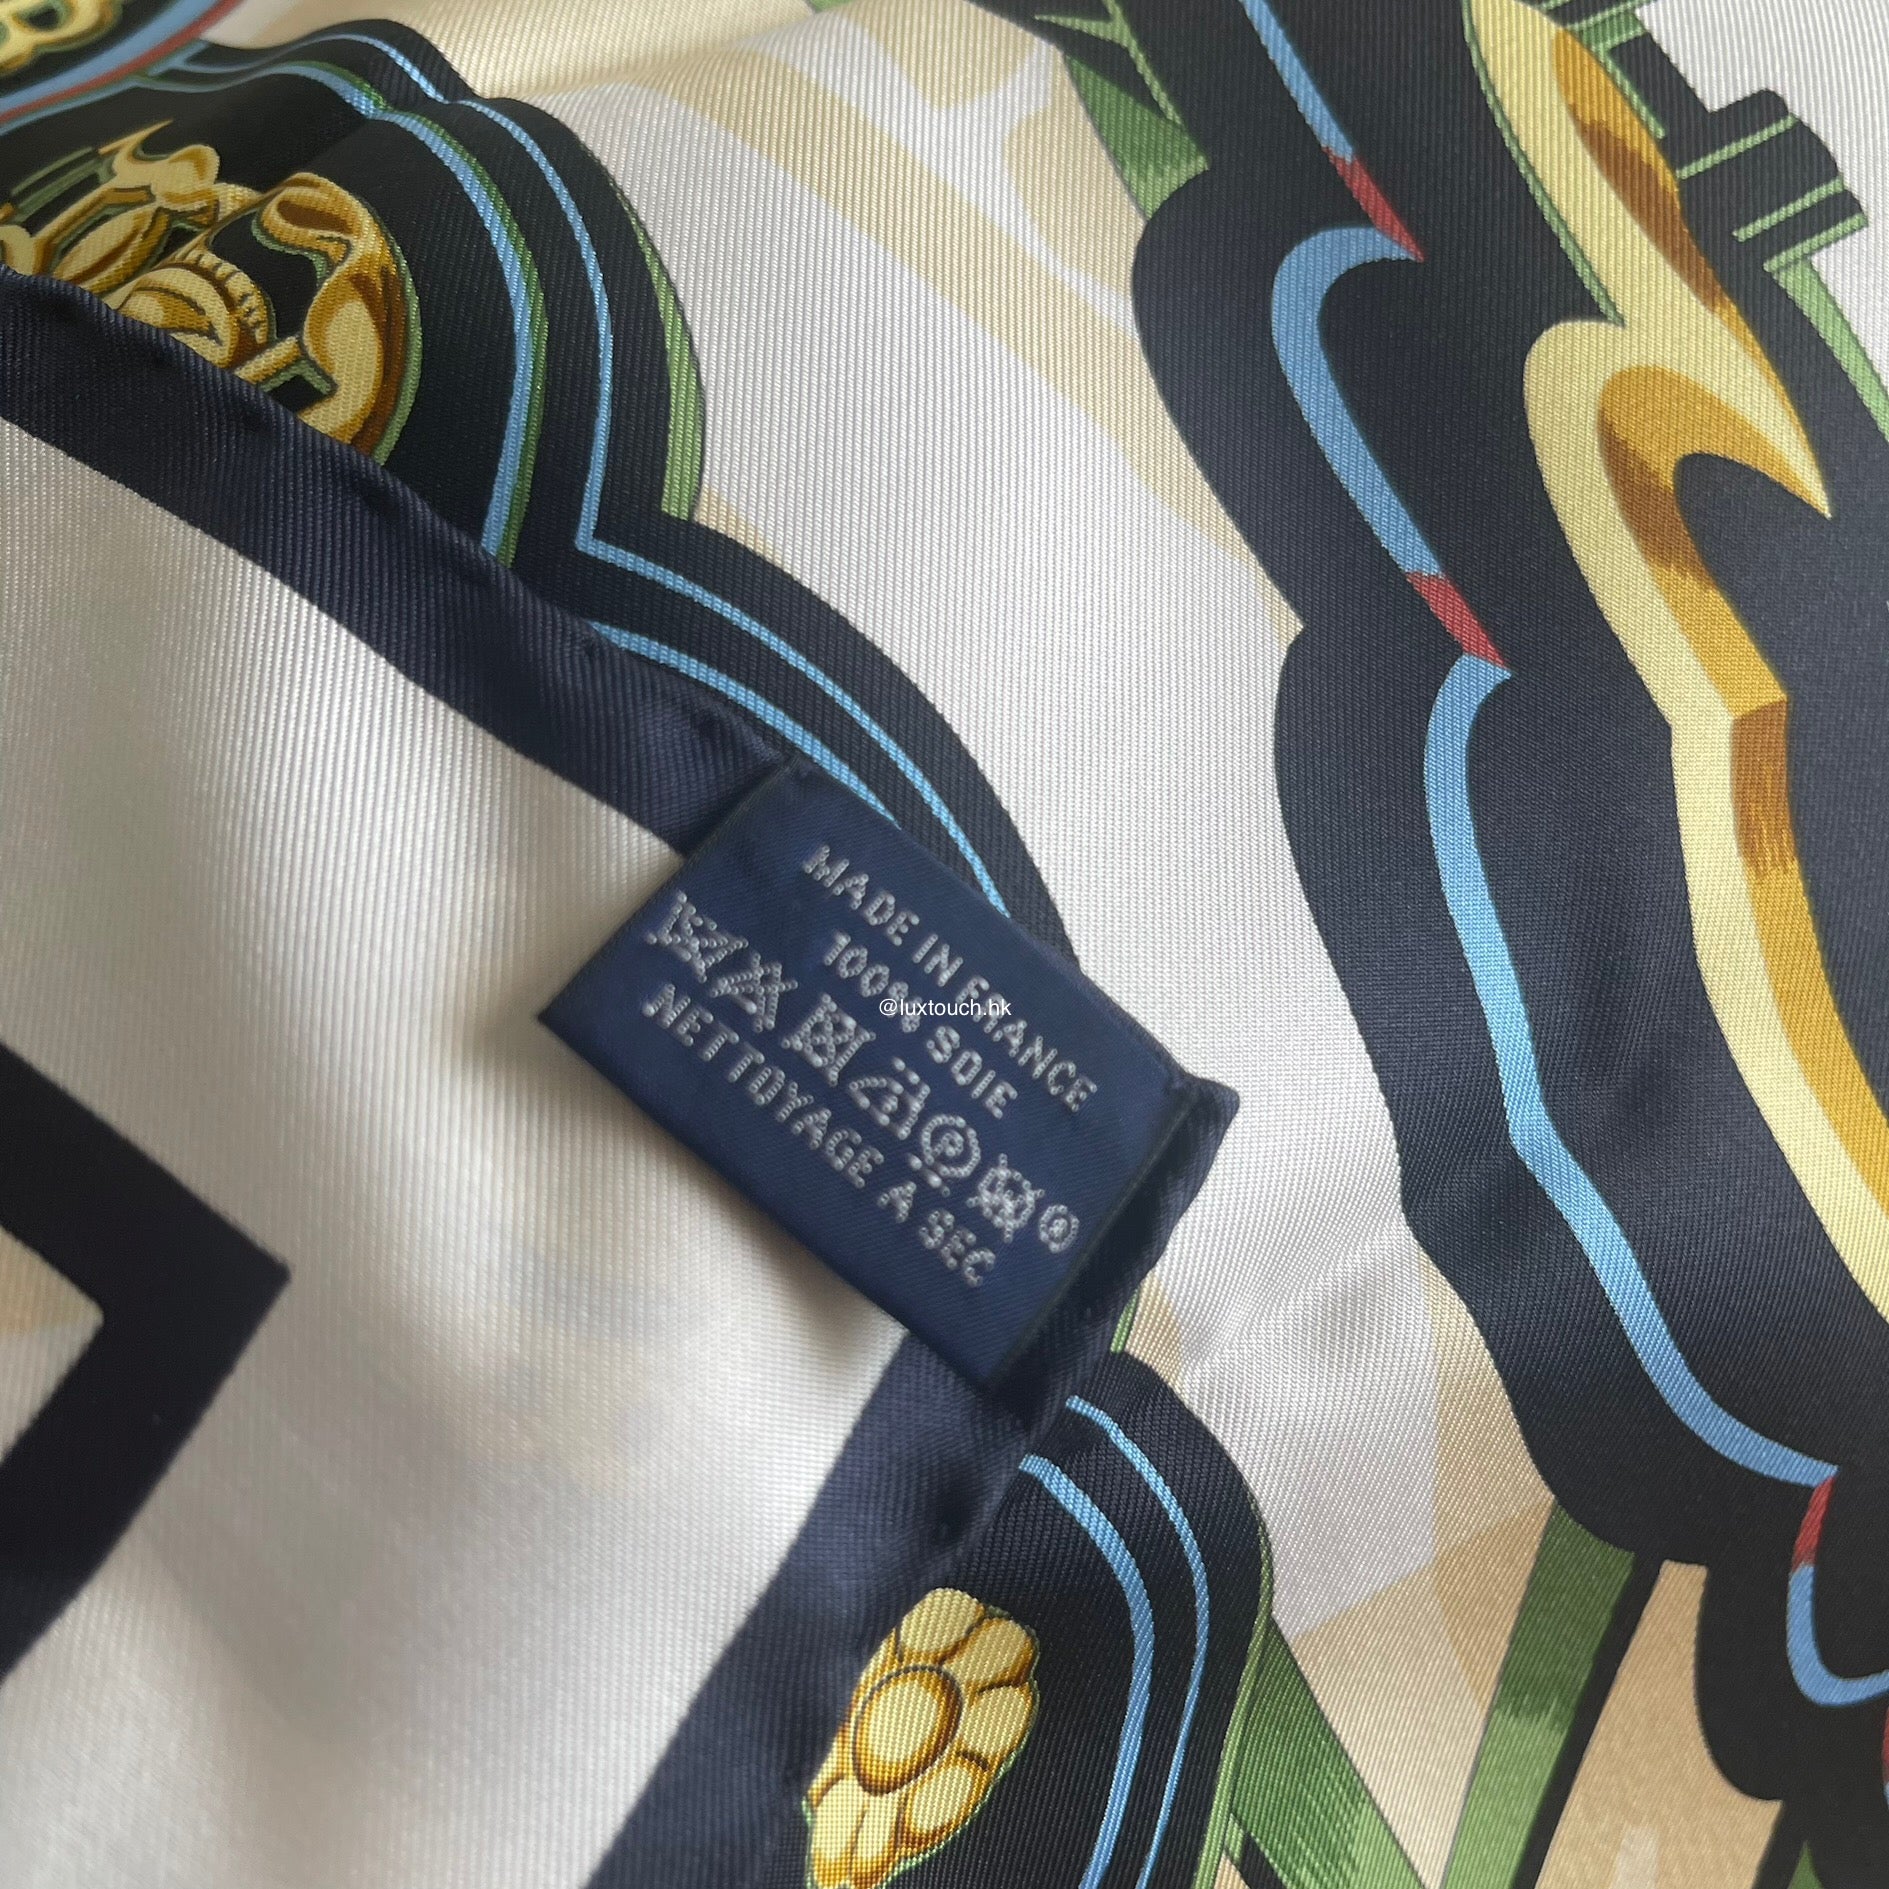 MADE IN FRANCE
100% SOIE
NETTOYAGE A SEC
@luxtouch.hk